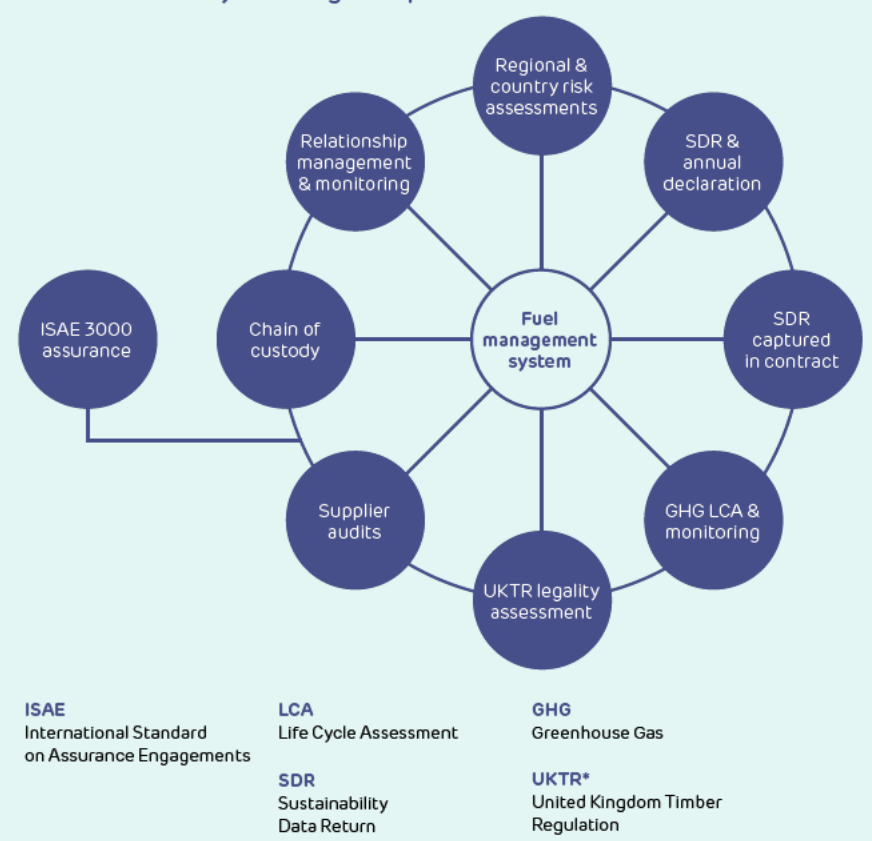 Regional &
country risk
assessments
Relationship
management
& monitoring
SDR &
annual
declaration
ISAE 3000
assurance
Chain of
custody
Fuel
management
system
SDR
captured
in contract
Supplier
audits
GHG LCA &
monitoring
UKTR legality
assessment
ISAE
International Standard
on Assurance Engagements
LCA
Life Cycle Assessment
GHG
Greenhouse Gas
SDR
Sustainability
Data Return
UKTR*
United Kingdom Timber
Regulation